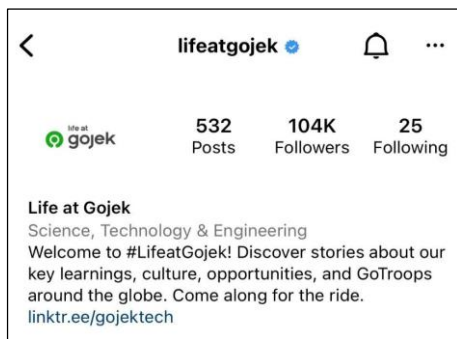 lifeatgojek
life at
gojek
532 104K 25
Posts Followers Following
Life at Gojek
Science, Technology & Engineering
Welcome to #LifeatGojek! Discover stories about our
key learnings, culture, opportunities, and GoTroops
around the globe. Come along for the ride.
linktr.ee/gojektech